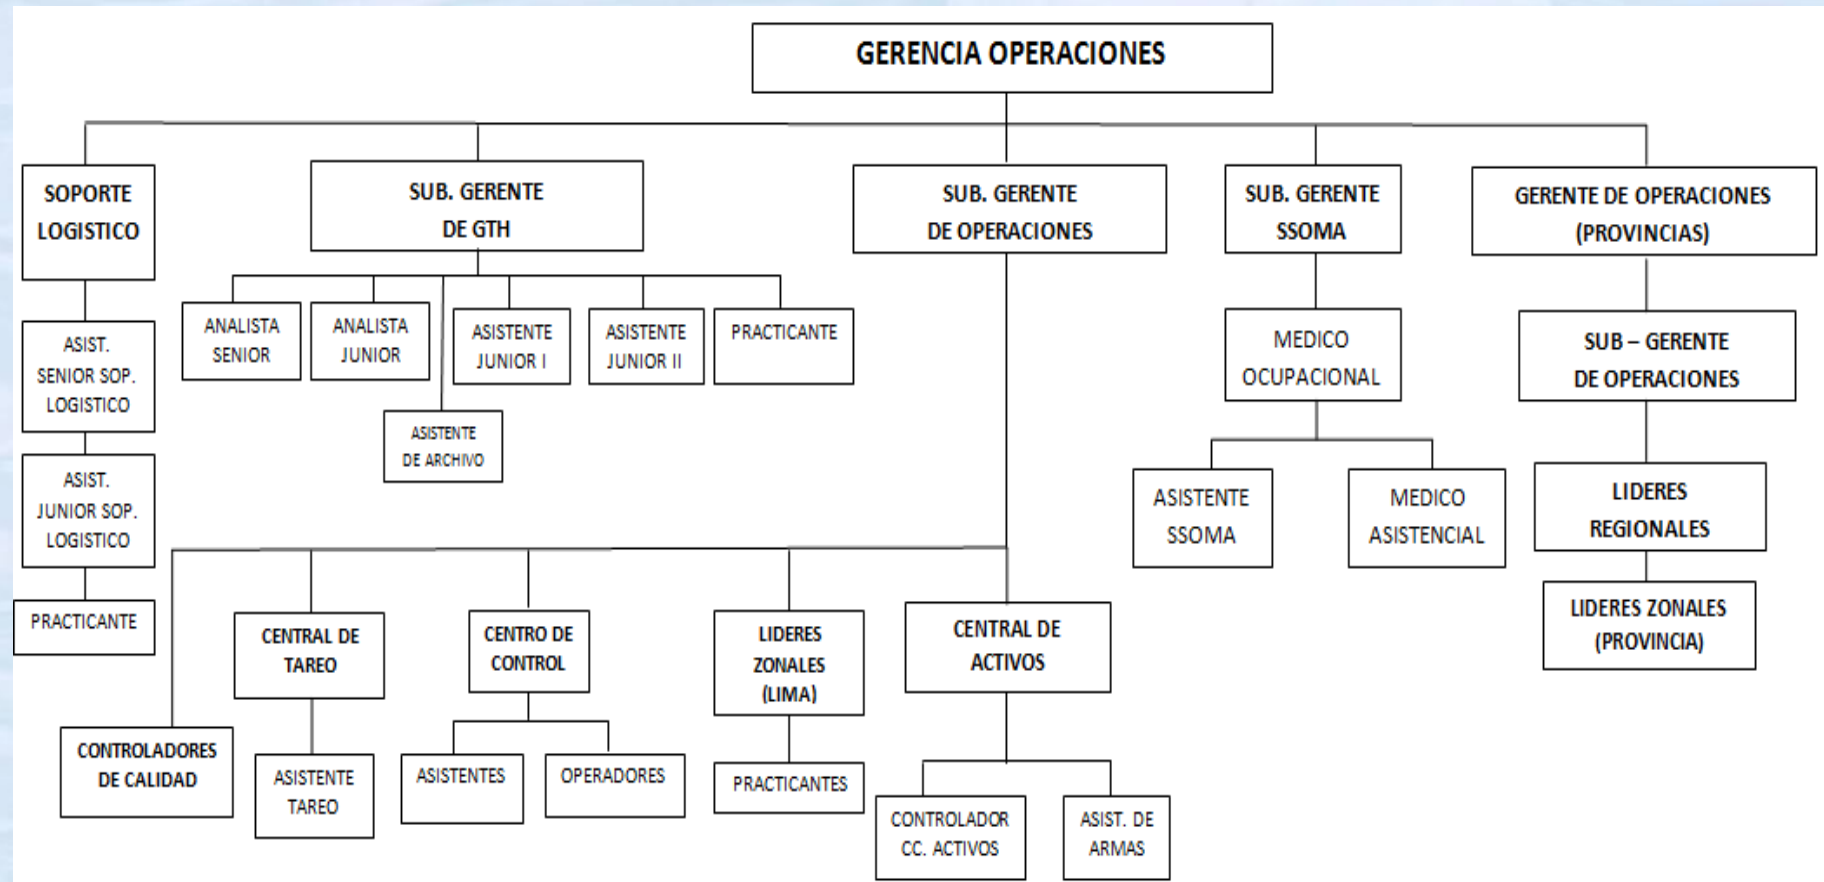 GERENCIA OPERACIONES
SOPORTE
LOGISTICO
SUB. GERENTE
DE GTH
SUB. GERENTE
DE OPERACIONES
SUB. GERENTE
SSOMA
GERENTE DE OPERACIONES
(PROVINCIAS)
ASIST.
SENIOR SOP.
LOGISTICO
ASIST.
JUNIOR SOP.
LOGISTICO
PRACTICANTE
ANALISTA
SENIOR
ANALISTA
JUNIOR
ASISTENTE
JUNIOR I
ASISTENTE
JUNIOR II
PRACTICANTE
ASISTENTE
DE ARCHIVO
MEDICO
OCUPACIONAL
ASISTENTE
SSOMA
MEDICO
ASISTENCIAL
SUB – GERENTE
DE OPERACIONES
LIDERES
REGIONALES
LIDERES ZONALES
(PROVINCIA)
CONTROLADORES
DE CALIDAD
CENTRAL DE
TAREO
ASISTENTE
TAREO
CENTRO DE
CONTROL
ASISTENTES
OPERADORES
LIDERES
ZONALES
(LIMA)
PRACTICANTES
CENTRAL DE
ACTIVOS
CONTROLADOR
CC. ACTIVOS
ASIST. DE
ARMAS